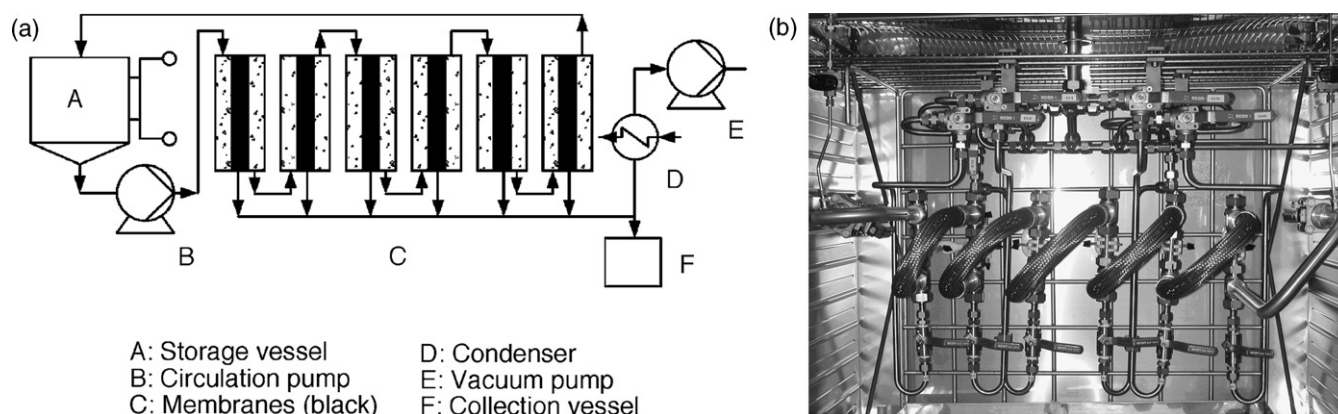 (a)
A
B
C
D
E
F
A: Storage vessel
B: Circulation pump
C: Membranes (black)
D: Condenser
E: Vacuum pump
F: Collection vessel
(b)